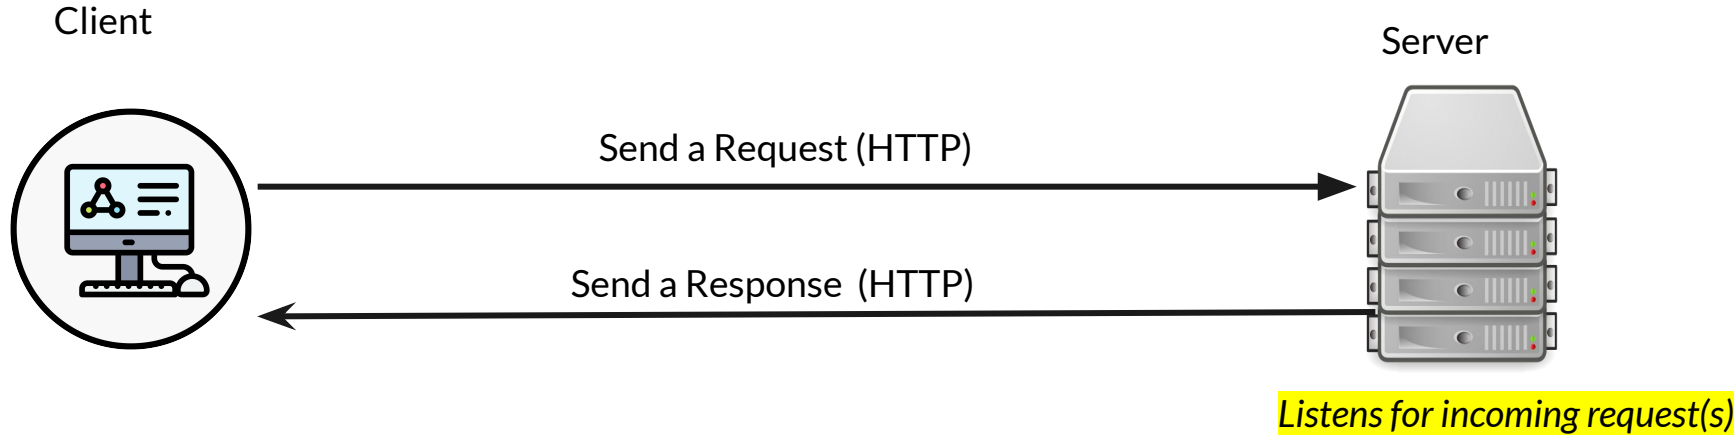 Client
Server
Send a Request (HTTP)
Send a Response (HTTP)
Listens for incoming request(s)